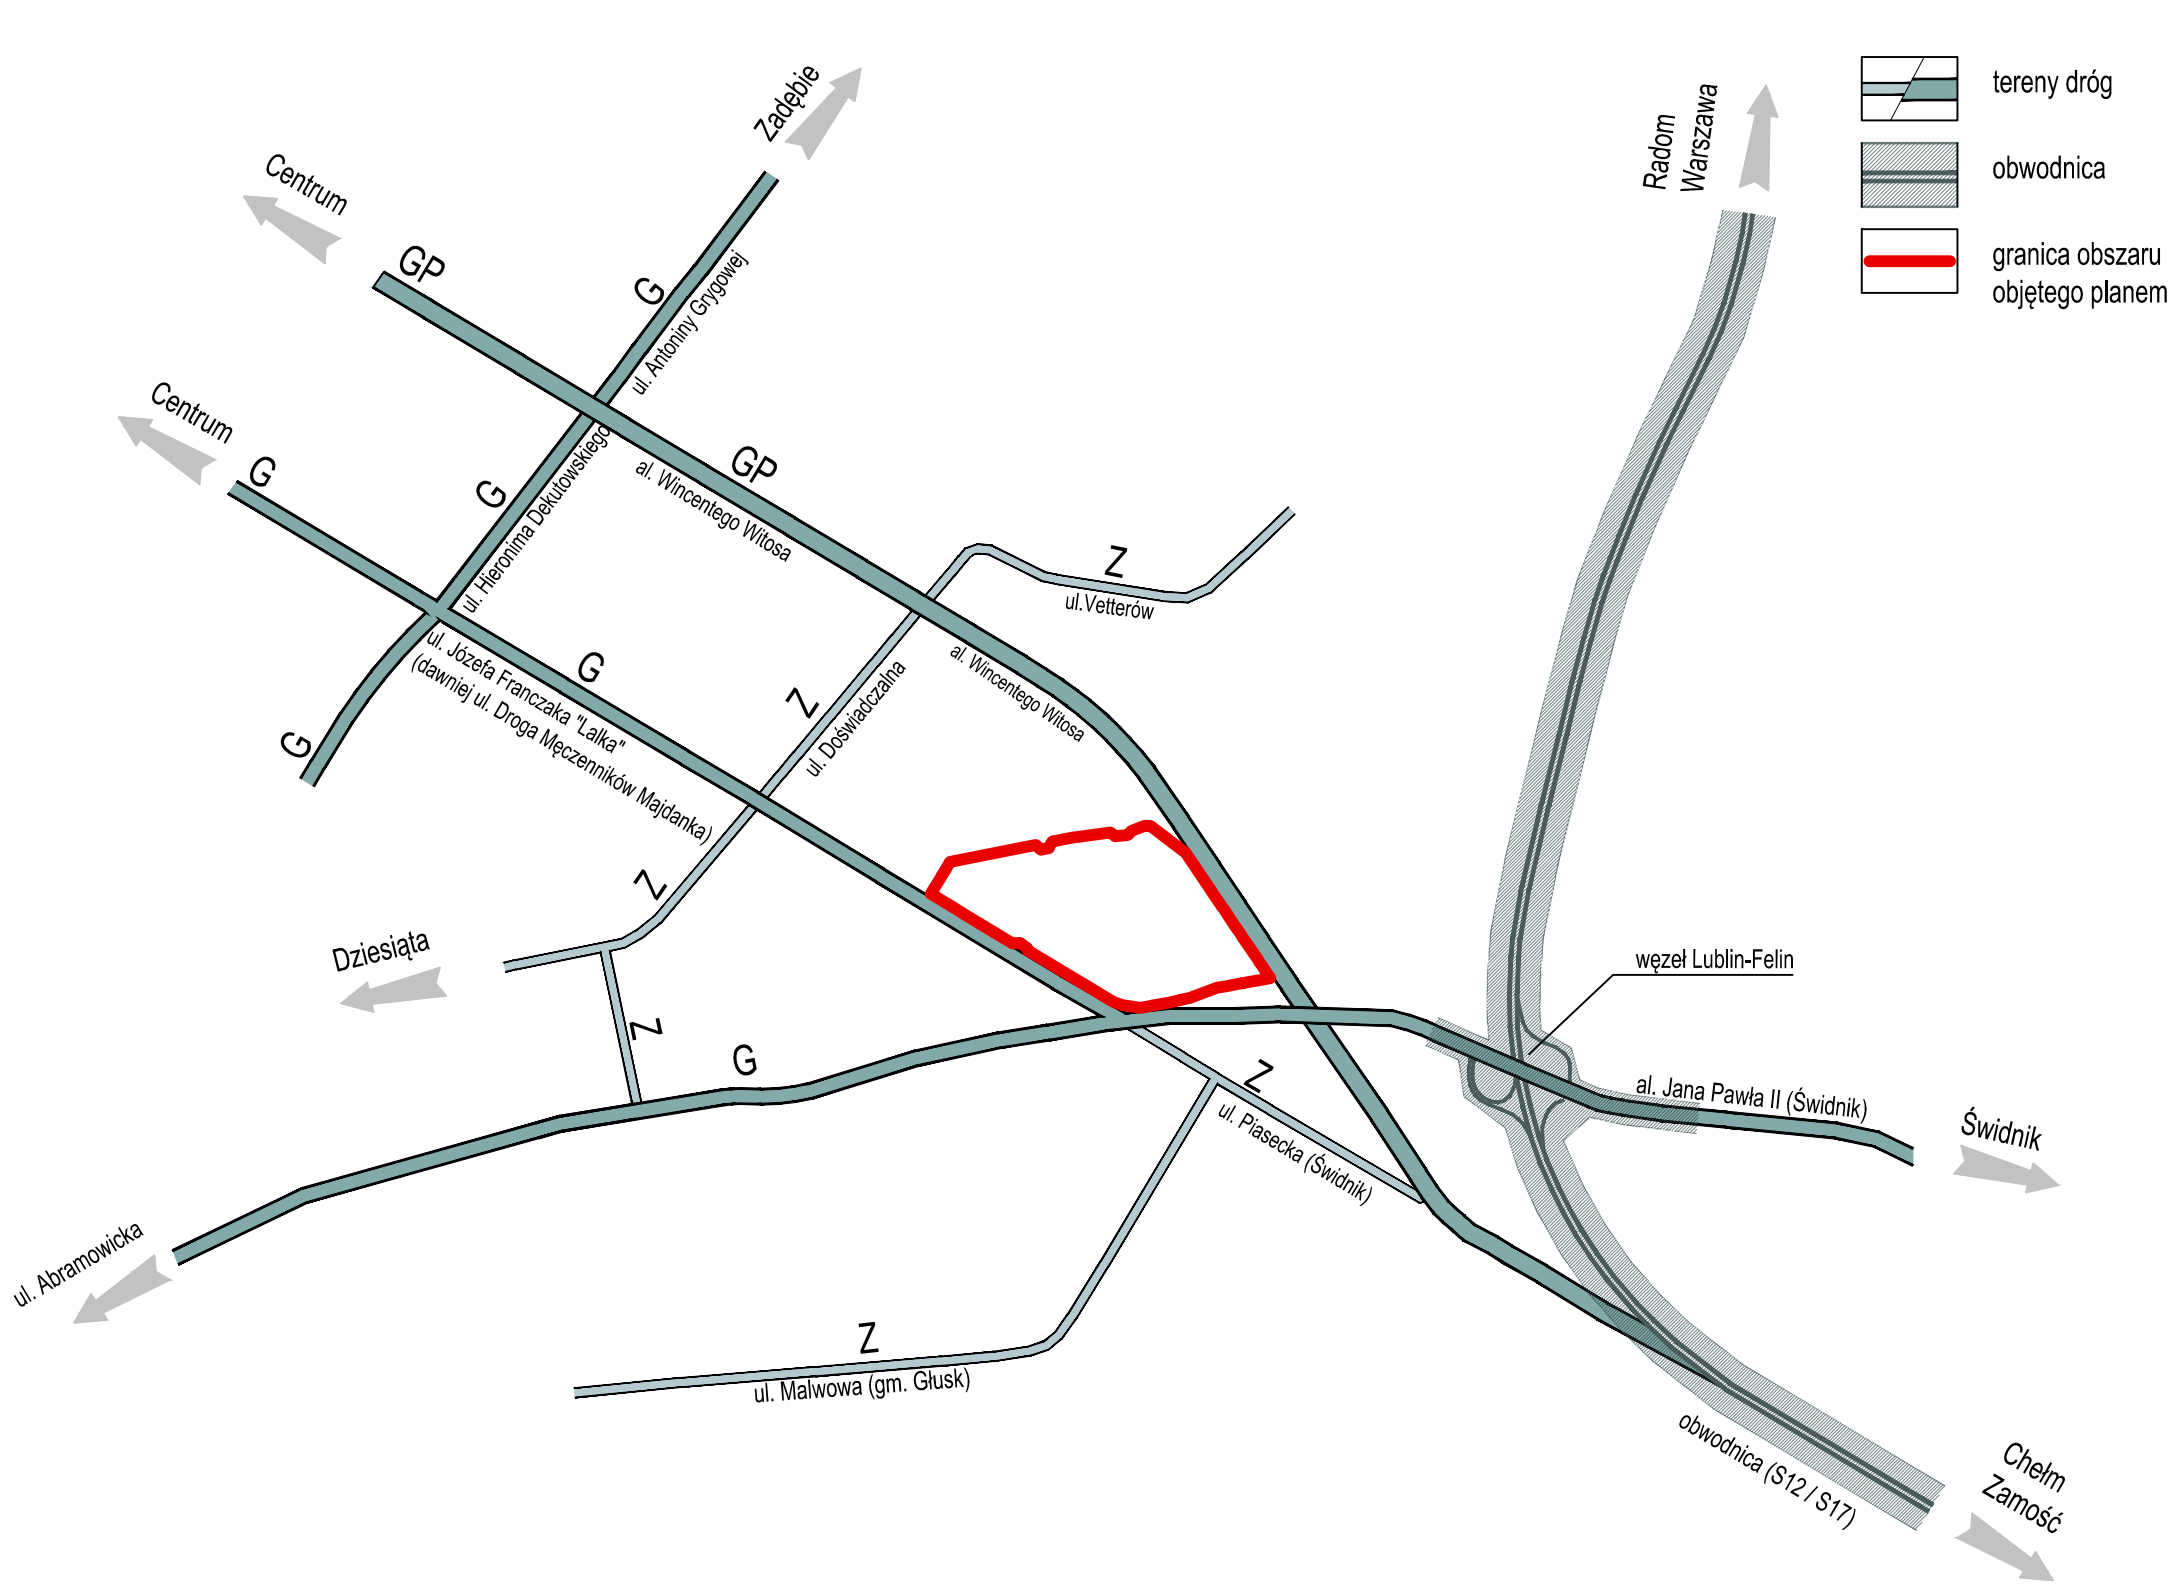 Zadębie
Centrum
GP
G
ul. Antoniny Grygowej
Radom
Warszawa
tereny dróg
obwodnica
granica obszaru
objętego planem
Centrum
G
G
ul. Hieronima Dekutowskiego
GP
al. Wincentego Witosa
Z
ul.Vetterów
ul. Józefa Franczaka "Lalka"
(dawniej ul. Droga Męczenników Majdanka)
G
G
Z
ul. Doświadczalna
al. Wincentego Witosa
Z
Dziesiąta
Z
G
węzeł Lublin-Felin
Z
ul. Piasecka (Świdnik)
al. Jana Pawła II (Świdnik)
Świdnik
ul. Abramowicka
Z
ul. Malwowa (gm. Głusk)
obwodnica (S12 / S17)
Chełm
Zamość